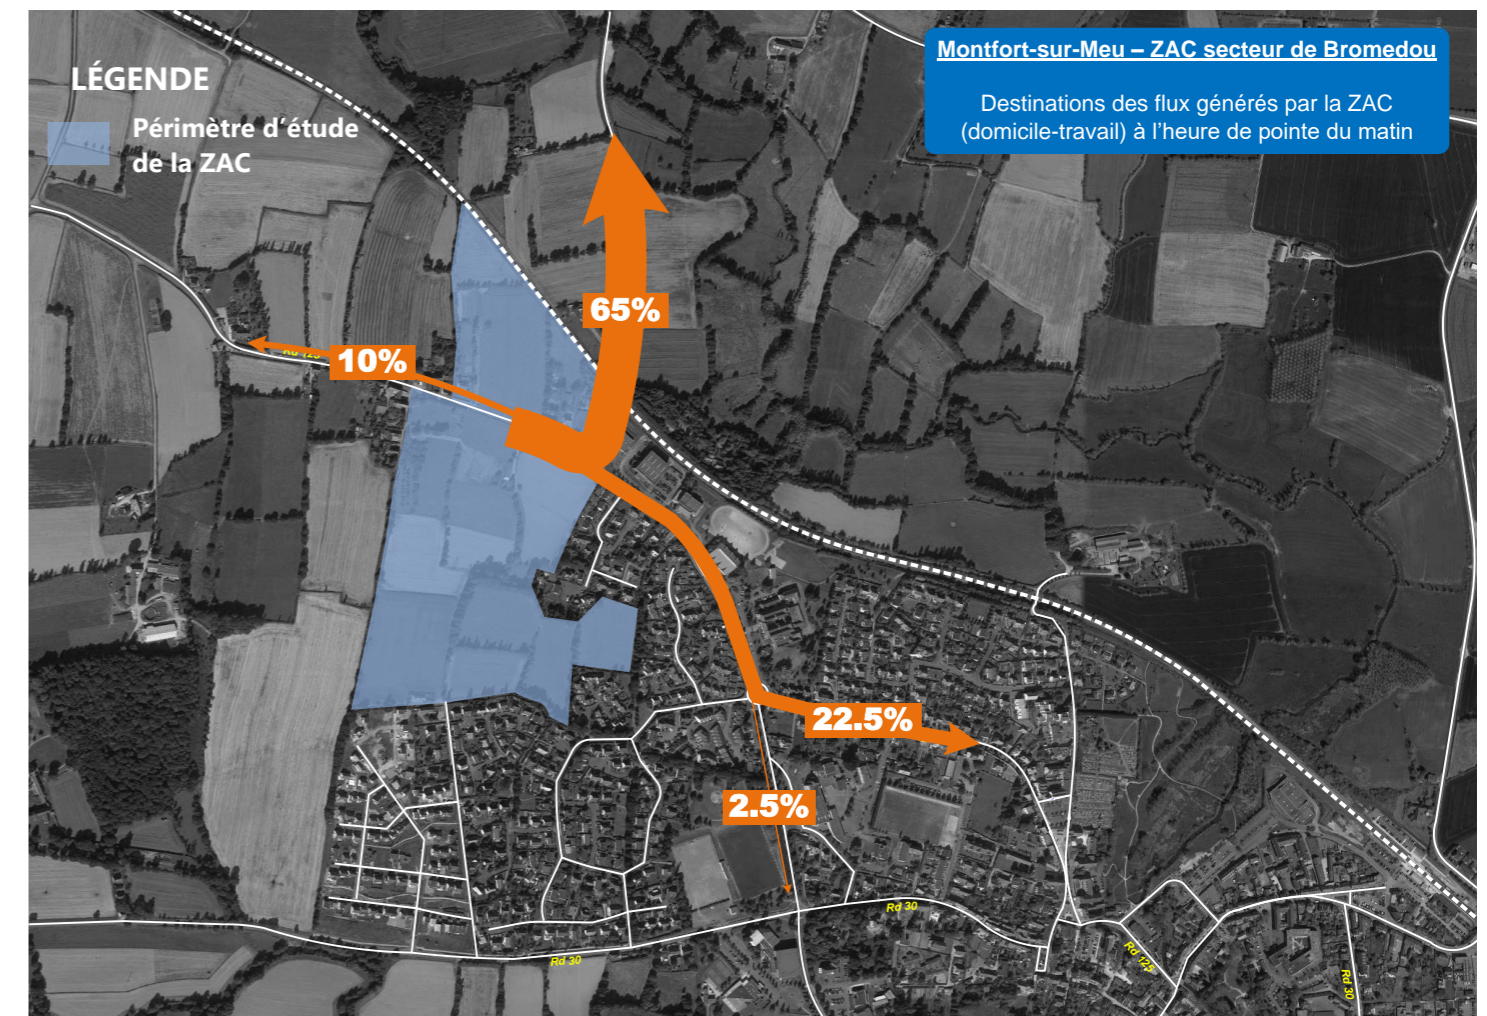 Montfort-sur-Meu – ZAC secteur de Bromedou
Destinations des flux générés par la ZAC
(domicile-travail) à l'heure de pointe du matin
LÉGENDE
Périmètre d'étude
de la ZAC
65%
10%
Rd 125
22.5%
2.5%
Rd 30
Rd 30
Rd 125
Rd 30